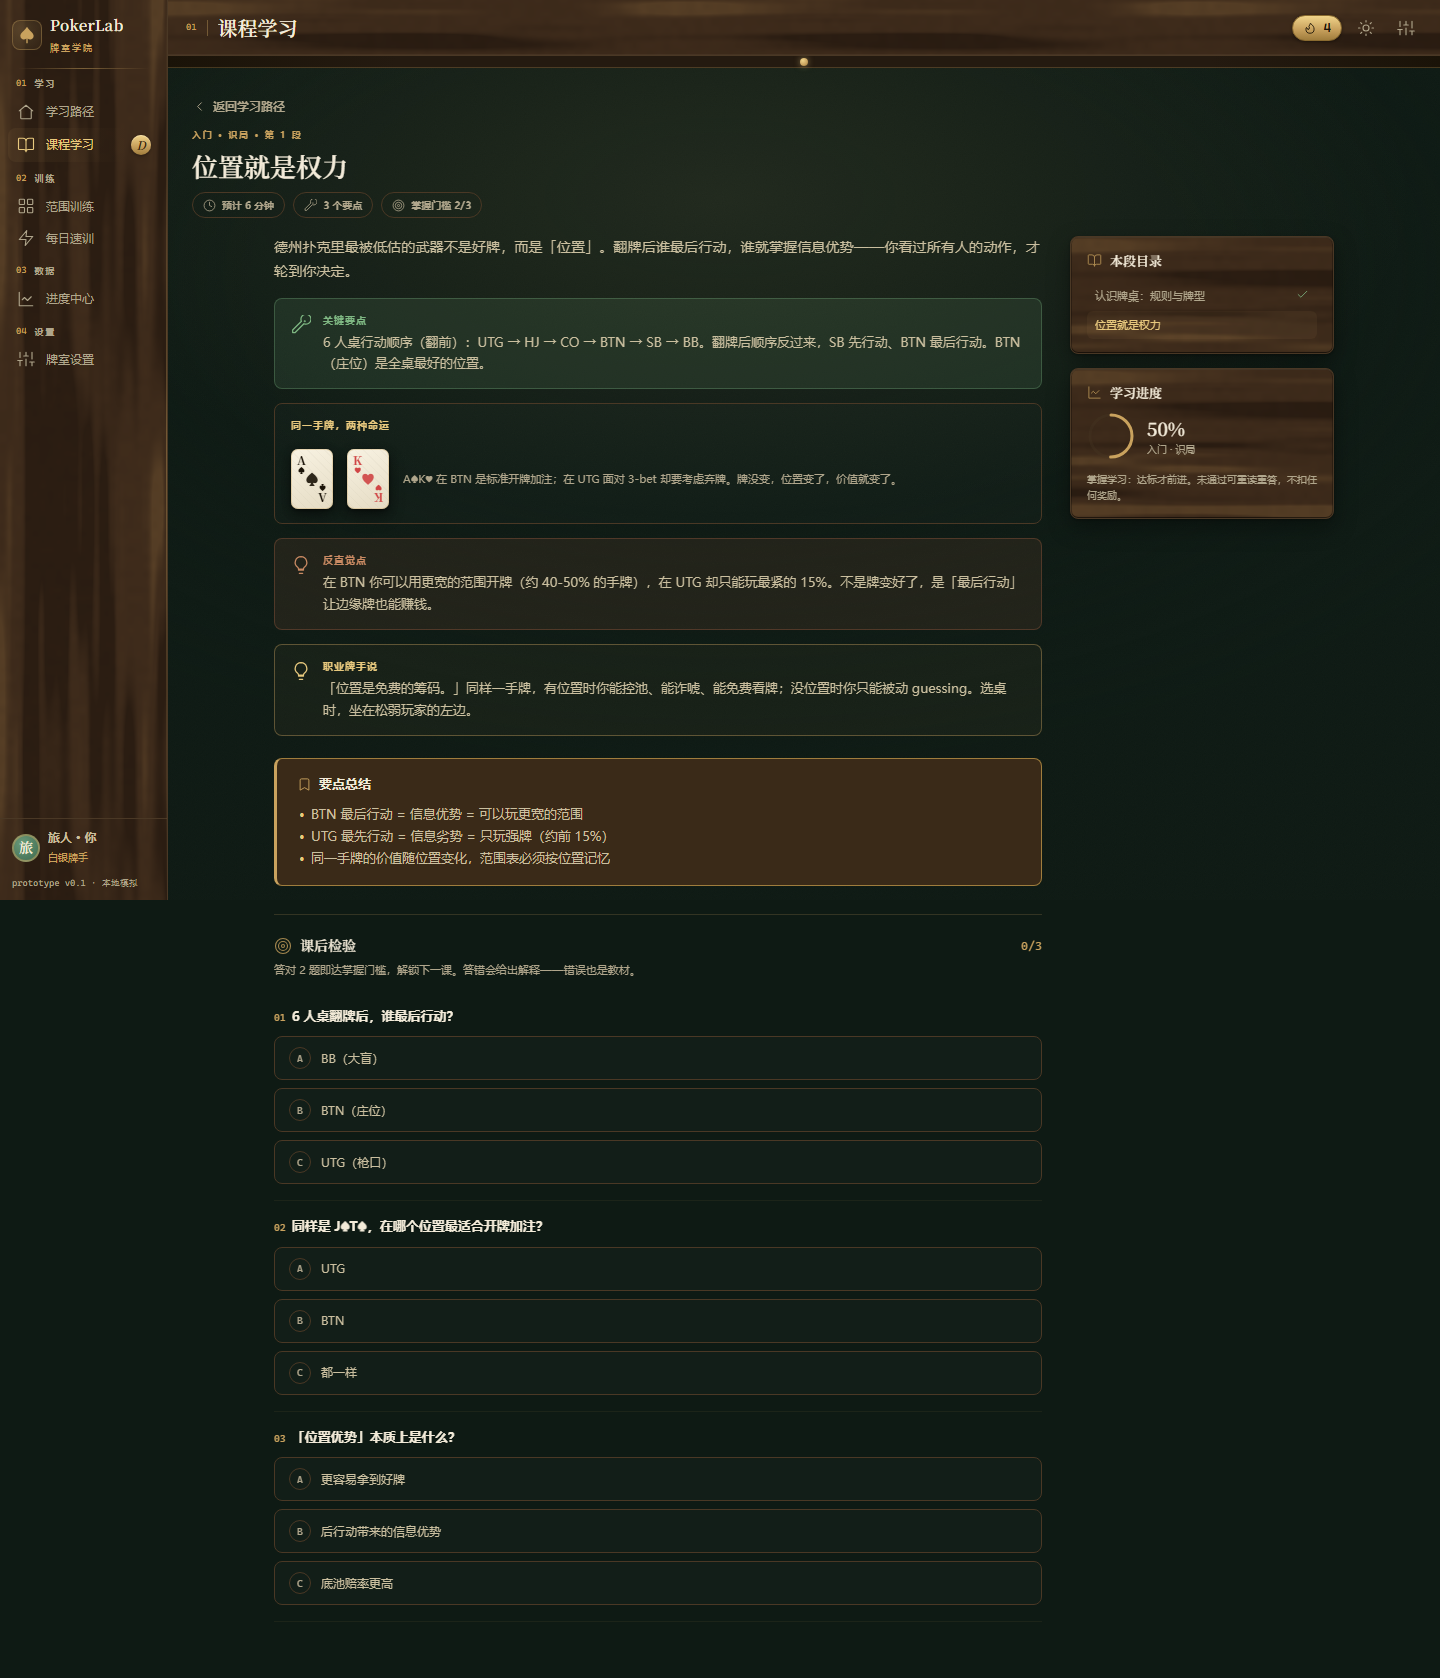 PokerLab
牌室学院
01 学习
学习路径
课程学习
D
02 训练
范围训练
每日速训
03 数据
进度中心
04 设置
牌室设置
旅
旅人·你
白银牌手
prototype v0.1 · 本地模拟
01 课程学习
4
返回学习路径
入门 • 识局 • 第 1 段
位置就是权力
预计 6 分钟
3 个要点
掌握门槛 2/3
德州扑克里最被低估的武器不是好牌，而是「位置」。翻牌后谁最后行动，谁就掌握信息优势——你看过所有人的动作，才
轮到你决定。
关键要点
6 人桌行动顺序（翻前）：UTG → HJ → CO → BTN → SB → BB。翻牌后顺序反过来，SB 先行动、BTN 最后行动。BTN
（庄位）是全桌最好的位置。
同一手牌，两种命运
A♠
A♠
K♥
K♥
A♠K♥ 在 BTN 是标准开牌加注；在 UTG 面对 3-bet 却要考虑弃牌。牌没变，位置变了，价值就变了。
反直觉点
在 BTN 你可以用更宽的范围开牌（约 40-50% 的手牌），在 UTG 却只能玩最紧的 15%。不是牌变好了，是「最后行动」
让边缘牌也能赚钱。
职业牌手说
「位置是免费的筹码。」同样一手牌，有位置时你能控池、能诈唬、能免费看牌；没位置时你只能被动 guessing。选桌
时，坐在松弱玩家的左边。
要点总结
• BTN 最后行动 = 信息优势 = 可以玩更宽的范围
• UTG 最先行动 = 信息劣势 = 只玩强牌（约前 15%）
• 同一手牌的价值随位置变化，范围表必须按位置记忆
课后检验
0/3
答对 2 题即达掌握门槛，解锁下一课。答错会给出解释——错误也是教材。
01 6 人桌翻牌后，谁最后行动？
A BB（大盲）
B BTN（庄位）
C UTG（枪口）
02 同样是 J♠T♠，在哪个位置最适合开牌加注？
A UTG
B BTN
C 都一样
03 「位置优势」本质上是什么？
A 更容易拿到好牌
B 后行动带来的信息优势
C 底池赔率更高
本段目录
认识牌桌：规则与牌型
位置就是权力
学习进度
50%
入门 · 识局
掌握学习：达标才前进。未通过可重读重答，不扣任
何奖励。